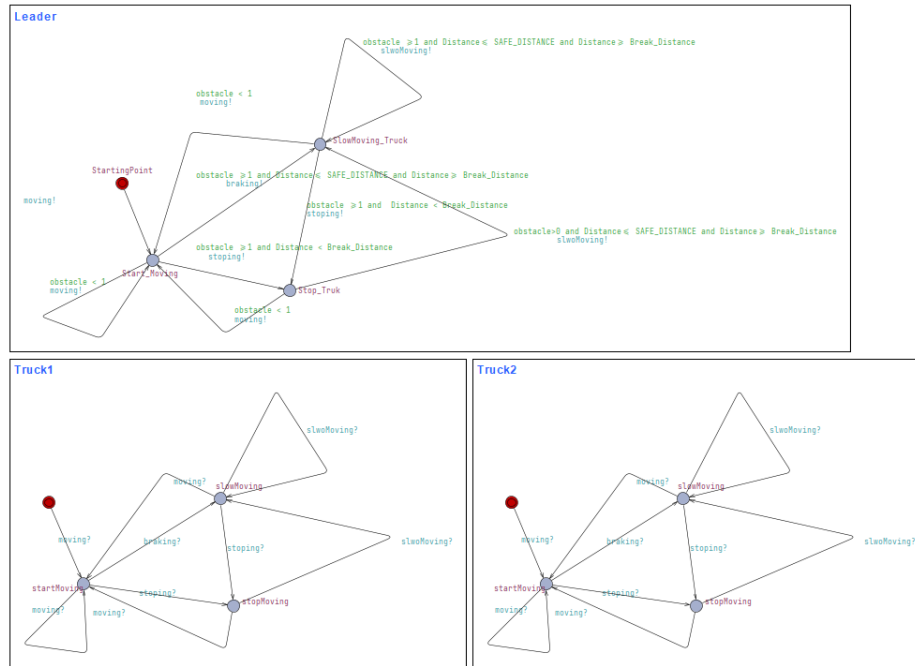 Leader
obstacle ≥1 and Distance≤ SAFE_DISTANCE and Distance≥ Break_Distance
slwoMoving!
obstacle < 1
moving!
SlowMoving_Truck
StartingPoint
obstacle ≥1 and Distance≤ SAFE_DISTANCE and Distance≥ Break_Distance
braking!
moving!
obstacle ≥1 and Distance < Break_Distance
stoping!
obstacle>0 and Distance≤ SAFE_DISTANCE and Distance≥ Break_Distance
slwoMoving!
obstacle ≥1 and Distance < Break_Distance
stoping!
Start_Moving
obstacle < 1
moving!
Stop_Truk
obstacle < 1
moving!
Truck1
slwoMoving?
moving?
slowMoving
moving?
braking?
stoping?
slwoMoving?
startMoving
stoping?
moving?
moving?
stopMoving
Truck2
slwoMoving?
moving?
slowMoving
moving?
braking?
stoping?
slwoMoving?
startMoving
stoping?
moving?
moving?
stopMoving